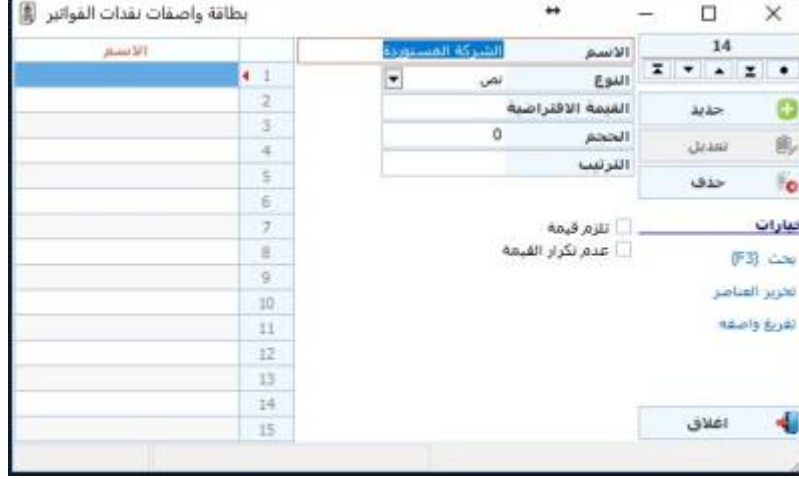 بطاقة واصفات نقدات الفواتير
14
الاسم الشركة المستوردة
النوع نص
القيمة الافتراضية
الحجم 0
الترتيب
تلزم قيمة
عدم تكرار القيمة
جديد
تعديل
حذف
خيارات
بحث (F3)
تحرير العناصر
تفريغ واصفه
اغلاق
الاسم
1
2
3
4
5
6
7
8
9
10
11
12
13
14
15